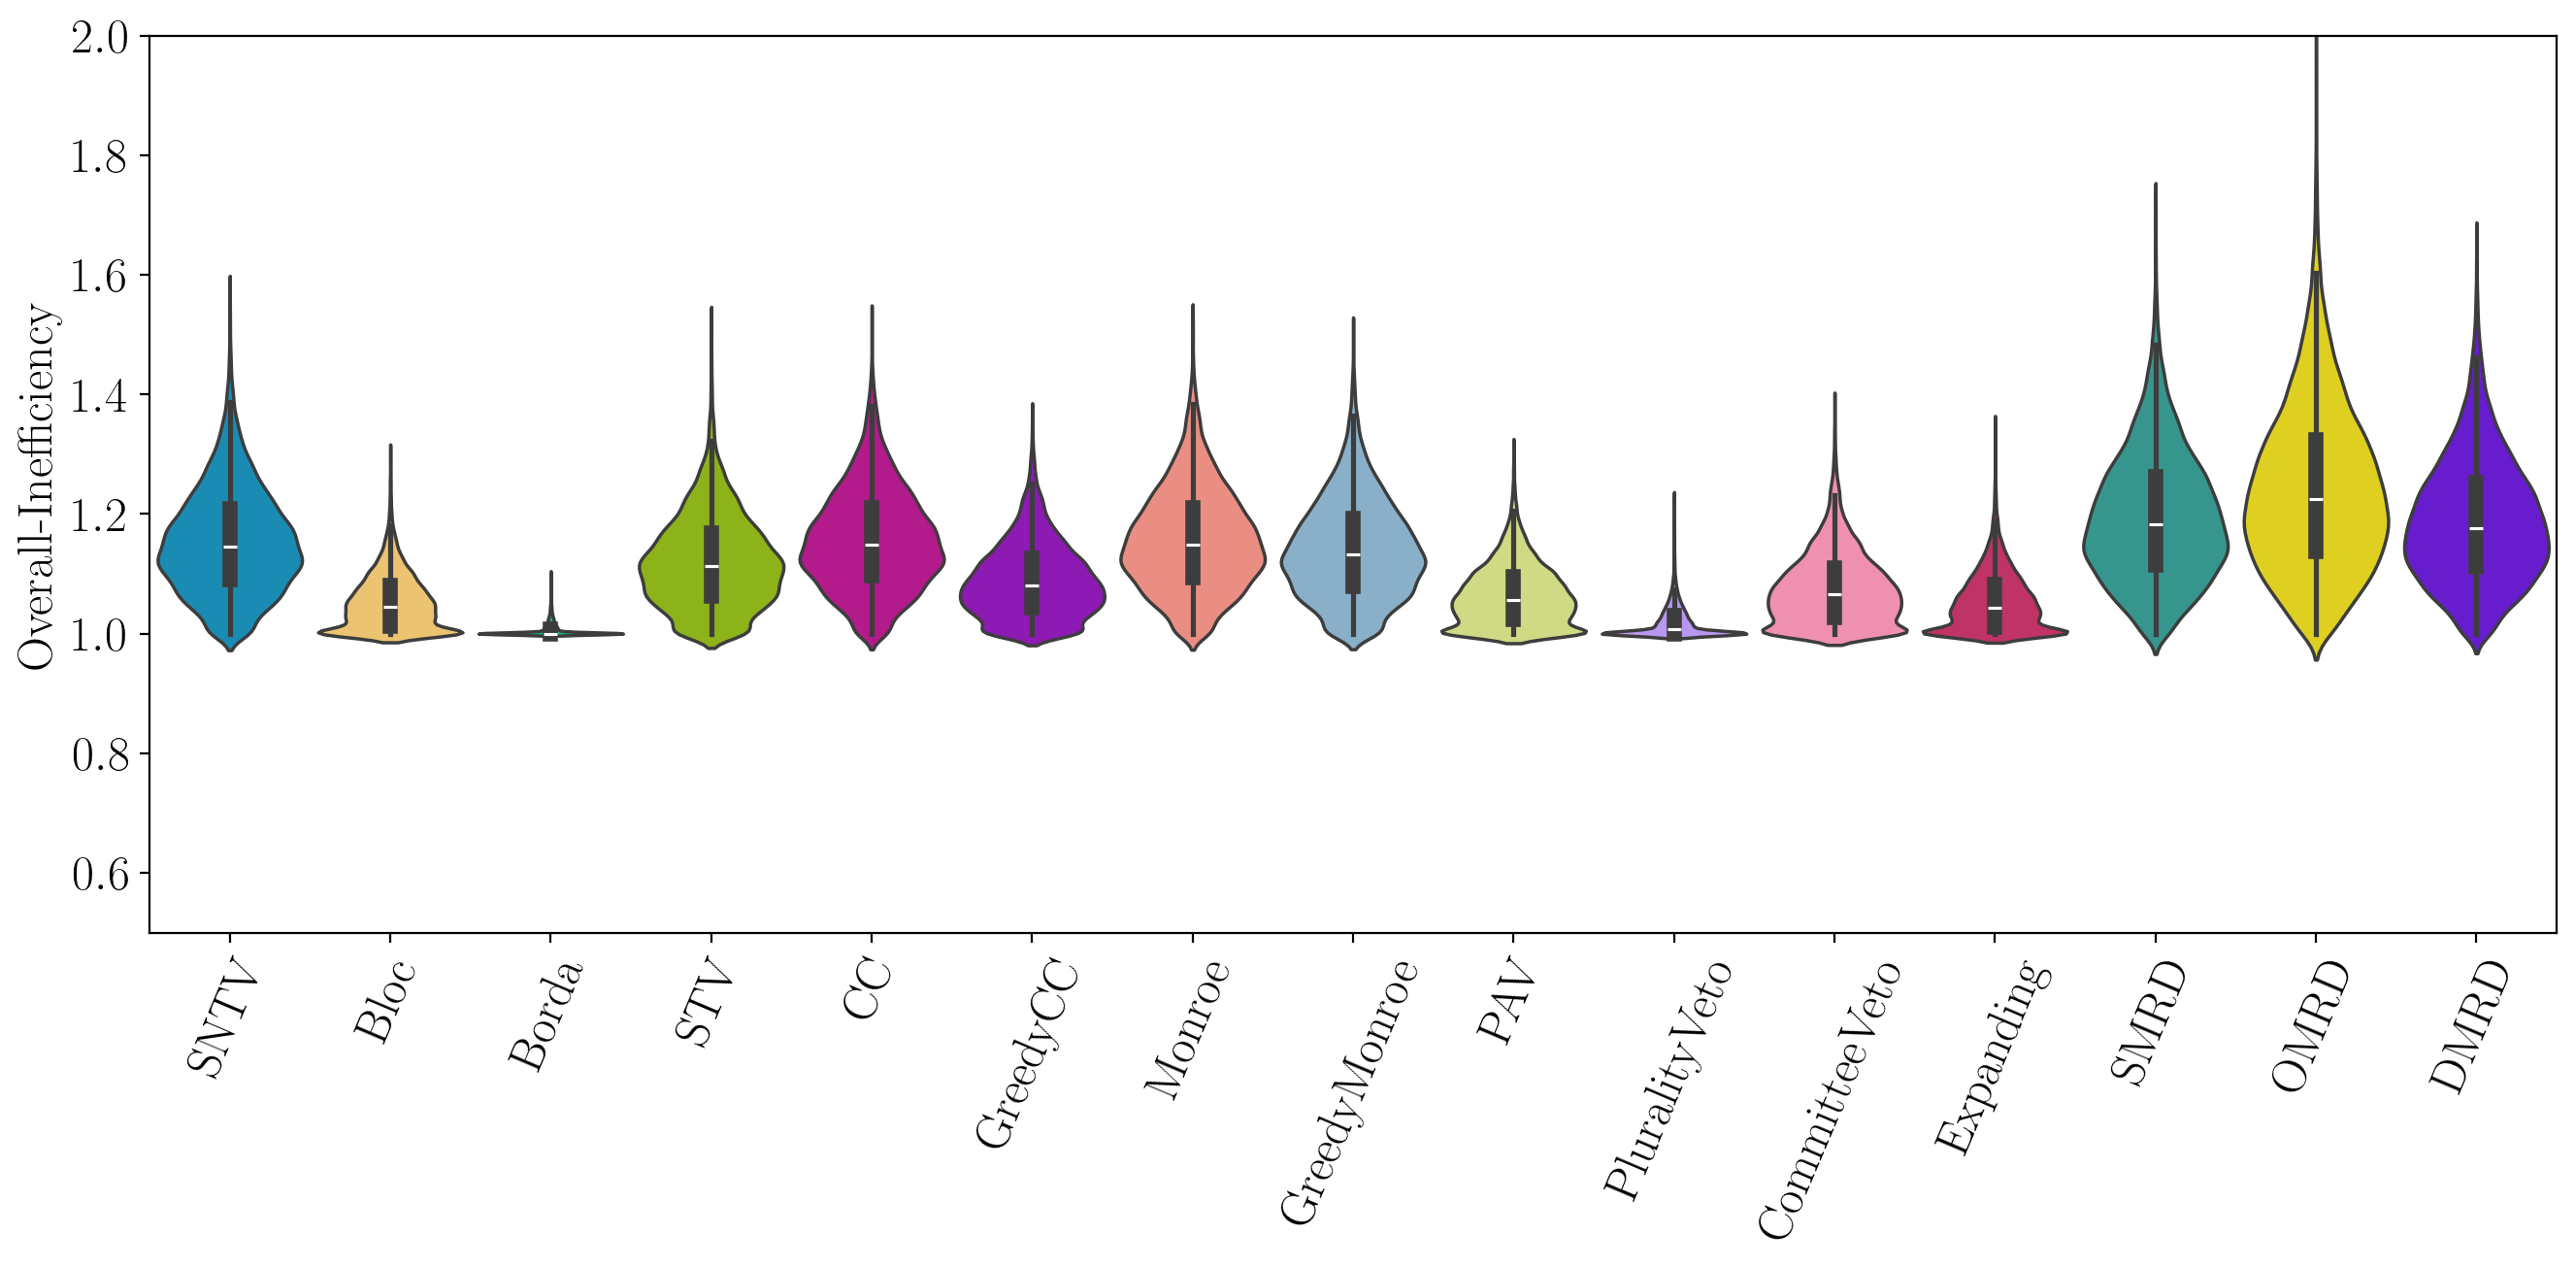 Overall-Inefficiency
2.0
1.8
1.6
1.4
1.2
1.0
0.8
0.6
SNTV
Bloc
Borda
STV
CC
GreedyCC
Monroe
GreedyMonroe
PAV
PluralityVeto
CommitteeVeto
Expanding
SMRD
OMRD
DMRD